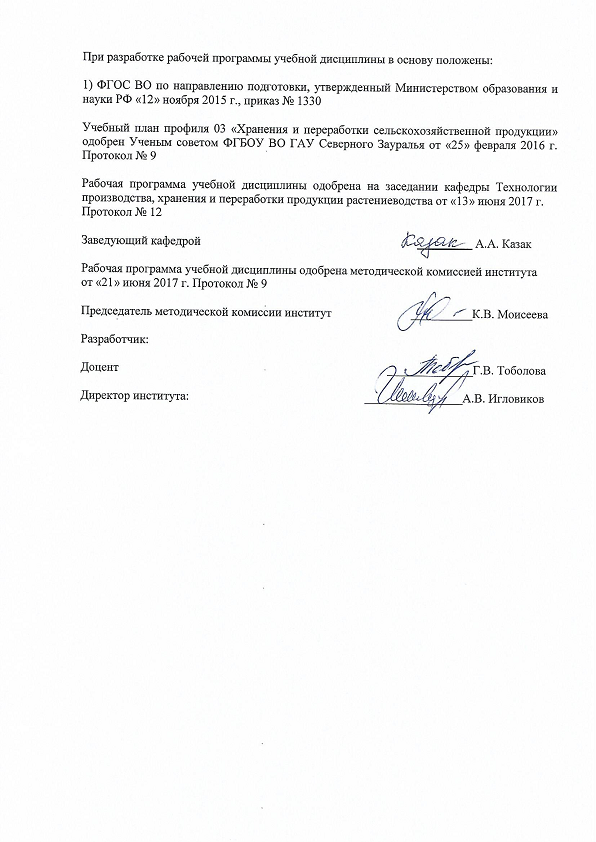 При разработке рабочей программы учебной дисциплины в основу положены:
1) ФГОС ВО по направлению подготовки, утвержденный Министерством образования и
науки РФ «12» ноября 2015 г., приказ № 1330
Учебный план профиля 03 «Хранения и переработки сельскохозяйственной продукции»
одобрен Ученым советом ФГБОУ ВО ГАУ Северного Зауралья от «25» февраля 2016 г.
Протокол № 9
Рабочая программа учебной дисциплины одобрена на заседании кафедры Технологии
производства, хранения и переработки продукции растениеводства от «13» июня 2017 г.
Протокол № 12
Заведующий кафедрой Казак А.А. Казак
Рабочая программа учебной дисциплины одобрена методической комиссией института
от «21» июня 2017 г. Протокол № 9
Председатель методической комиссии институт К.В. Моисеева
Разработчик:
Доцент Г.В. Тоболова
Директор института: А.В. Игловиков